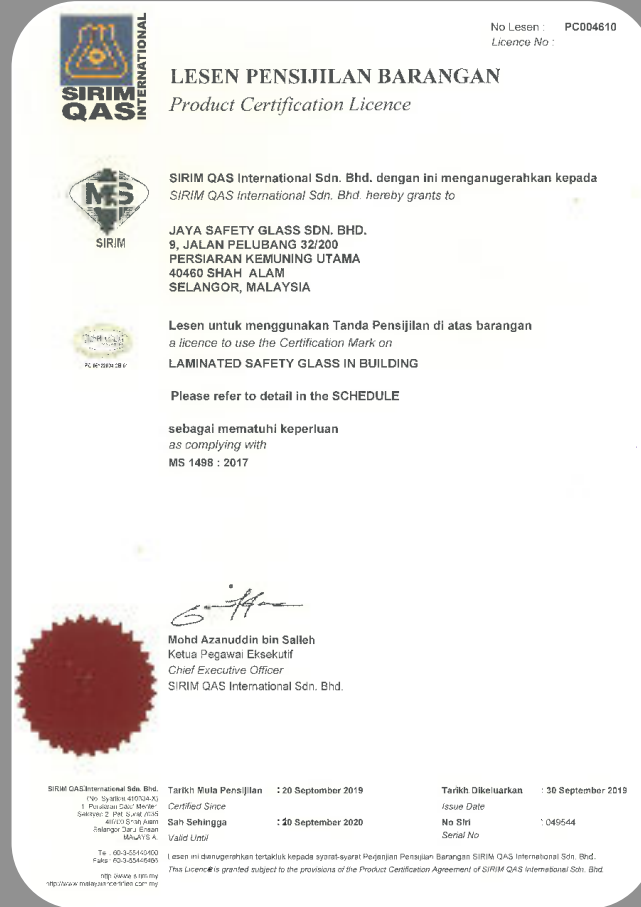 No Lesen : PC004610
Licence No :
SIRIM
QAS
INTERNATIONAL
LESEN PENSIJILAN BARANGAN
Product Certification Licence
MS
SIRIM
SIRIM QAS International Sdn. Bhd. dengan ini menganugerahkan kepada
SIRIM QAS International Sdn. Bhd. hereby grants to
JAYA SAFETY GLASS SDN. BHD.
9, JALAN PELUBANG 32/200
PERSIARAN KEMUNING UTAMA
40460 SHAH ALAM
SELANGOR, MALAYSIA
Lesen untuk menggunakan Tanda Pensijilan di atas barangan
a licence to use the Certification Mark on
LAMINATED SAFETY GLASS IN BUILDING
Please refer to detail in the SCHEDULE
sebagai mematuhi keperluan
as complying with
MS 1498 : 2017
Mohd Azanuddin bin Salleh
Ketua Pegawai Eksekutif
Chief Executive Officer
SIRIM QAS International Sdn. Bhd.
SIRIM QAS International Sdn. Bhd.
Tarikh Mula Pensijilan : 20 September 2019
Certified Since
Sah Sehingga : 20 September 2020
Valid Until
Tarikh Dikeluarkan : 30 September 2019
Issue Date
No Siri : 049544
Serial No
Lesen ini dianugerahkan tertakluk kepada syarat-syarat Perjanjian Pensijilan Barangan SIRIM QAS International Sdn. Bhd.
This Licence is granted subject to the provisions of the Product Certification Agreement of SIRIM QAS International Sdn. Bhd.